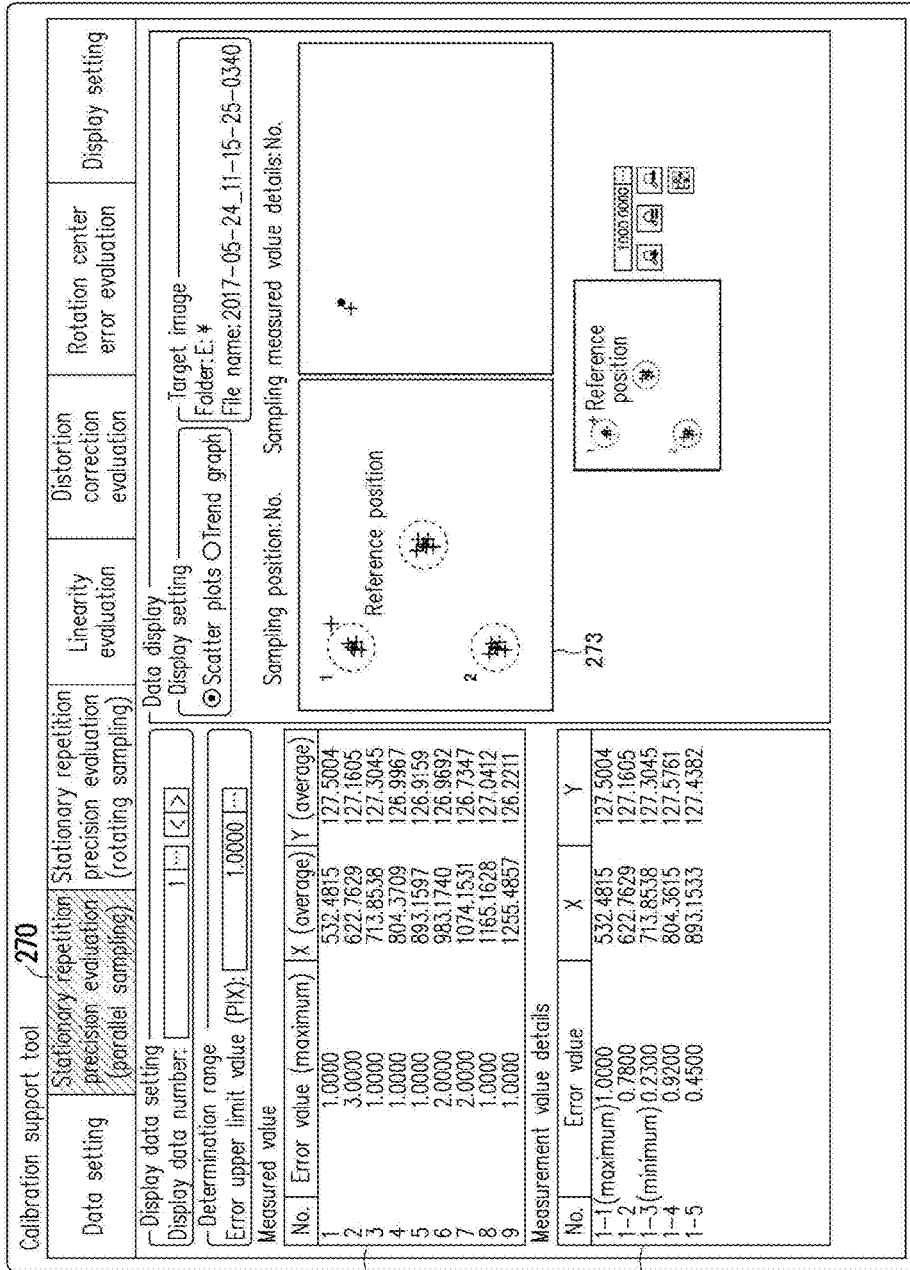 Calibration support tool
270
Data setting
Stationary repetition
precision evaluation
(parallel sampling)
Stationary repetition
precision evaluation
(rotating sampling)
Linearity
evaluation
Distortion
correction
evaluation
Rotation center
error evaluation
Display setting
Display data setting
Display data number: 1 ... < >
Determination range
Error upper limit value (PIX): 1.0000 ...
Measured value
No. Error value (maximum) X (average) Y (average)
1 1.0000 532.4815 127.5004
2 3.0000 622.7629 127.1605
3 1.0000 713.8538 127.3045
4 1.0000 804.3709 126.9967
5 1.0000 893.1597 126.9159
6 2.0000 983.1740 126.9692
7 2.0000 1074.1531 126.7347
8 1.0000 1165.1628 127.0412
9 1.0000 1255.4857 126.2211
Measurement value details
No. Error value X Y
1-1(maximum) 1.0000 532.4815 127.5004
1-2 0.7800 622.7629 127.1605
1-3(minimum) 0.2300 713.8538 127.3045
1-4 0.9200 804.3615 127.5761
1-5 0.4500 893.1533 127.4382
Data display
Display setting
Scatter plots Trend graph
Target image
Folder:E:¥
File name:2017-05-24_11-15-25-0340
Sampling position:No.
Sampling measured value details:No.
1
Reference position
2
273
1
Reference
position
2